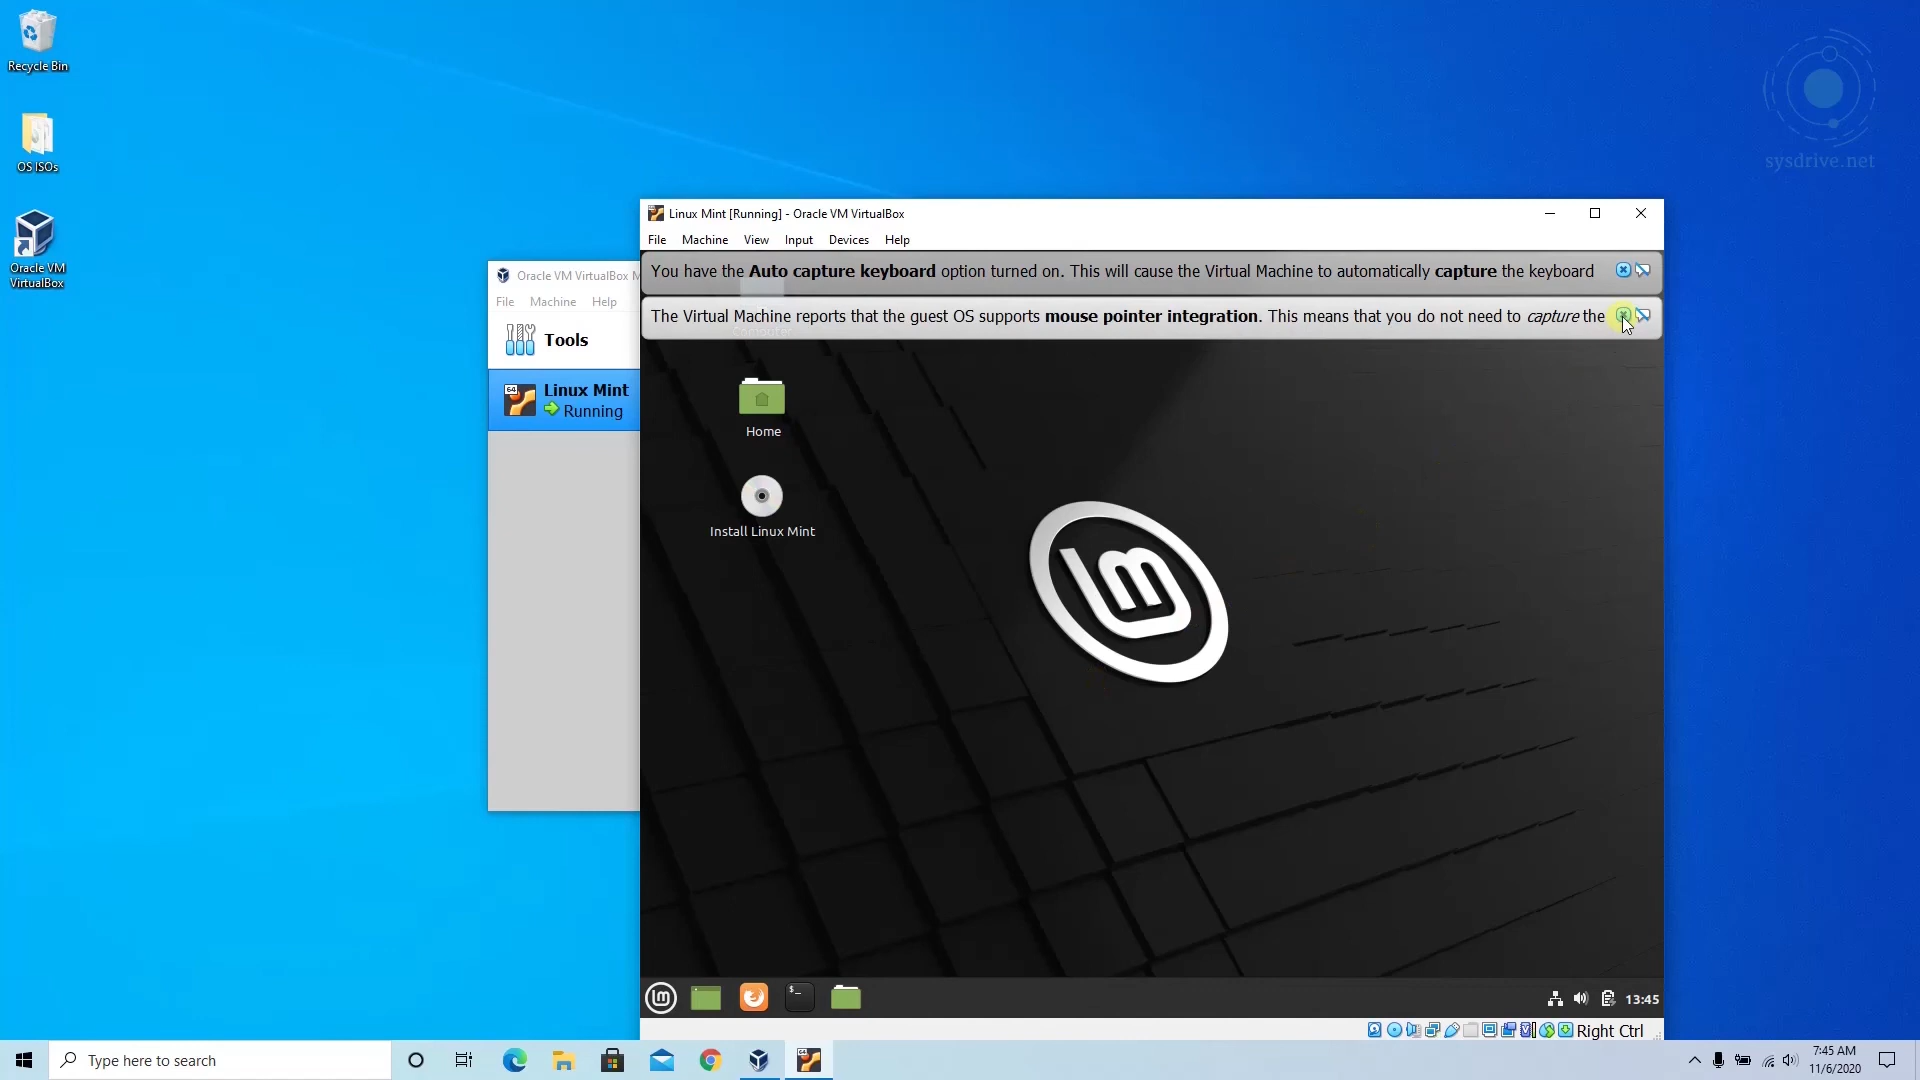 Recycle Bin
OS ISOs
Oracle VM
VirtualBox
sysdrive.net
Oracle VM VirtualBox M
File Machine Help
Tools
64
Linux Mint
Running
Linux Mint [Running] - Oracle VM VirtualBox
File Machine View Input Devices Help
You have the Auto capture keyboard option turned on. This will cause the Virtual Machine to automatically capture the keyboard
The Virtual Machine reports that the guest OS supports mouse pointer integration. This means that you do not need to capture the
Computer
Home
Install Linux Mint
13:45
Right Ctrl
Type here to search
7:45 AM
11/6/2020